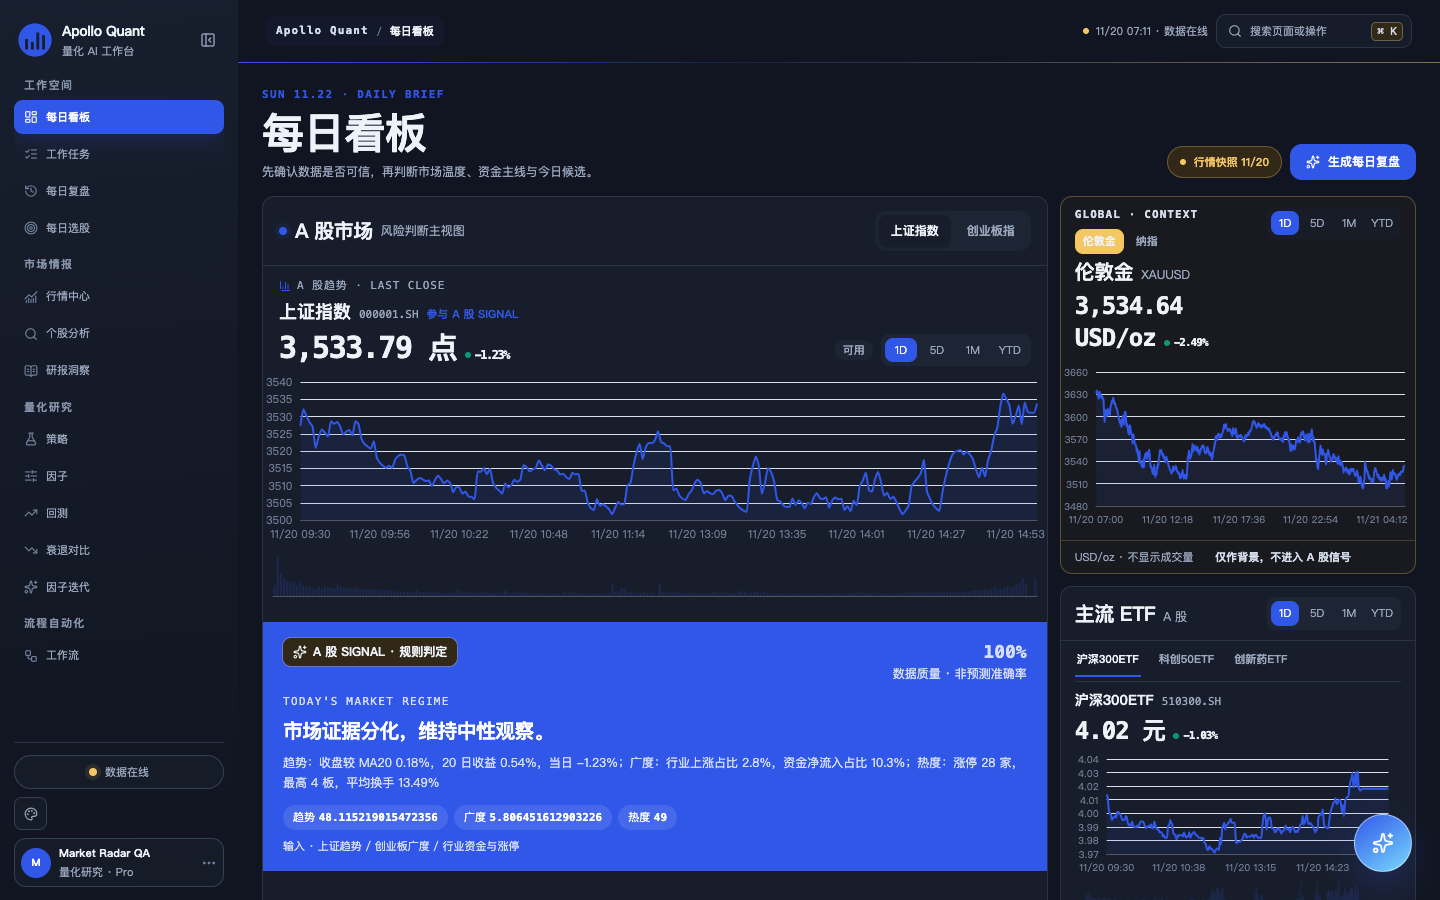 Apollo Quant
量化 AI 工作台
工作空间
每日看板
工作任务
每日复盘
每日选股
市场情报
行情中心
个股分析
研报洞察
量化研究
策略
因子
回测
衰退对比
因子迭代
流程自动化
工作流
数据在线
M
Market Radar QA
量化研究 · Pro
Apollo Quant / 每日看板
11/20 07:11 · 数据在线
搜索页面或操作
⌘ K
SUN 11.22 · DAILY BRIEF
每日看板
先确认数据是否可信，再判断市场温度、资金主线与今日候选。
行情快照 11/20
生成每日复盘
A 股市场 风险判断主视图
上证指数 创业板指
A 股趋势 · LAST CLOSE
上证指数 000001.SH 参与 A 股 SIGNAL
3,533.79 点 −1.23%
可用
1D 5D 1M YTD
3540
3535
3530
3525
3520
3515
3510
3505
3500
11/20 09:30 11/20 09:56 11/20 10:22 11/20 10:48 11/20 11:14 11/20 13:09 11/20 13:35 11/20 14:01 11/20 14:27 11/20 14:53
A 股 SIGNAL · 规则判定
100%
数据质量 · 非预测准确率
TODAY'S MARKET REGIME
市场证据分化，维持中性观察。
趋势：收盘较 MA20 0.18%，20 日收益 0.54%，当日 −1.23%；广度：行业上涨占比 2.8%，资金净流入占比 10.3%；热度：涨停 28 家，
最高 4 板，平均换手 13.49%
趋势 48.115219015472356
广度 5.806451612903226
热度 49
输入 · 上证趋势 / 创业板广度 / 行业资金与涨停
GLOBAL · CONTEXT
1D 5D 1M YTD
伦敦金 纳指
伦敦金 XAUUSD
3,534.64
USD/oz −2.49%
3660
3630
3600
3570
3540
3510
3480
11/20 07:00 11/20 12:18 11/20 17:36 11/20 22:54 11/21 04:12
USD/oz · 不显示成交量 仅作背景，不进入 A 股信号
主流 ETF A 股
1D 5D 1M YTD
沪深300ETF 科创50ETF 创新药ETF
沪深300ETF 510300.SH
4.02 元 −1.03%
4.04
4.03
4.02
4.01
4.00
3.99
3.98
3.97
11/20 09:30 11/20 10:38 11/20 13:15 11/20 14:23